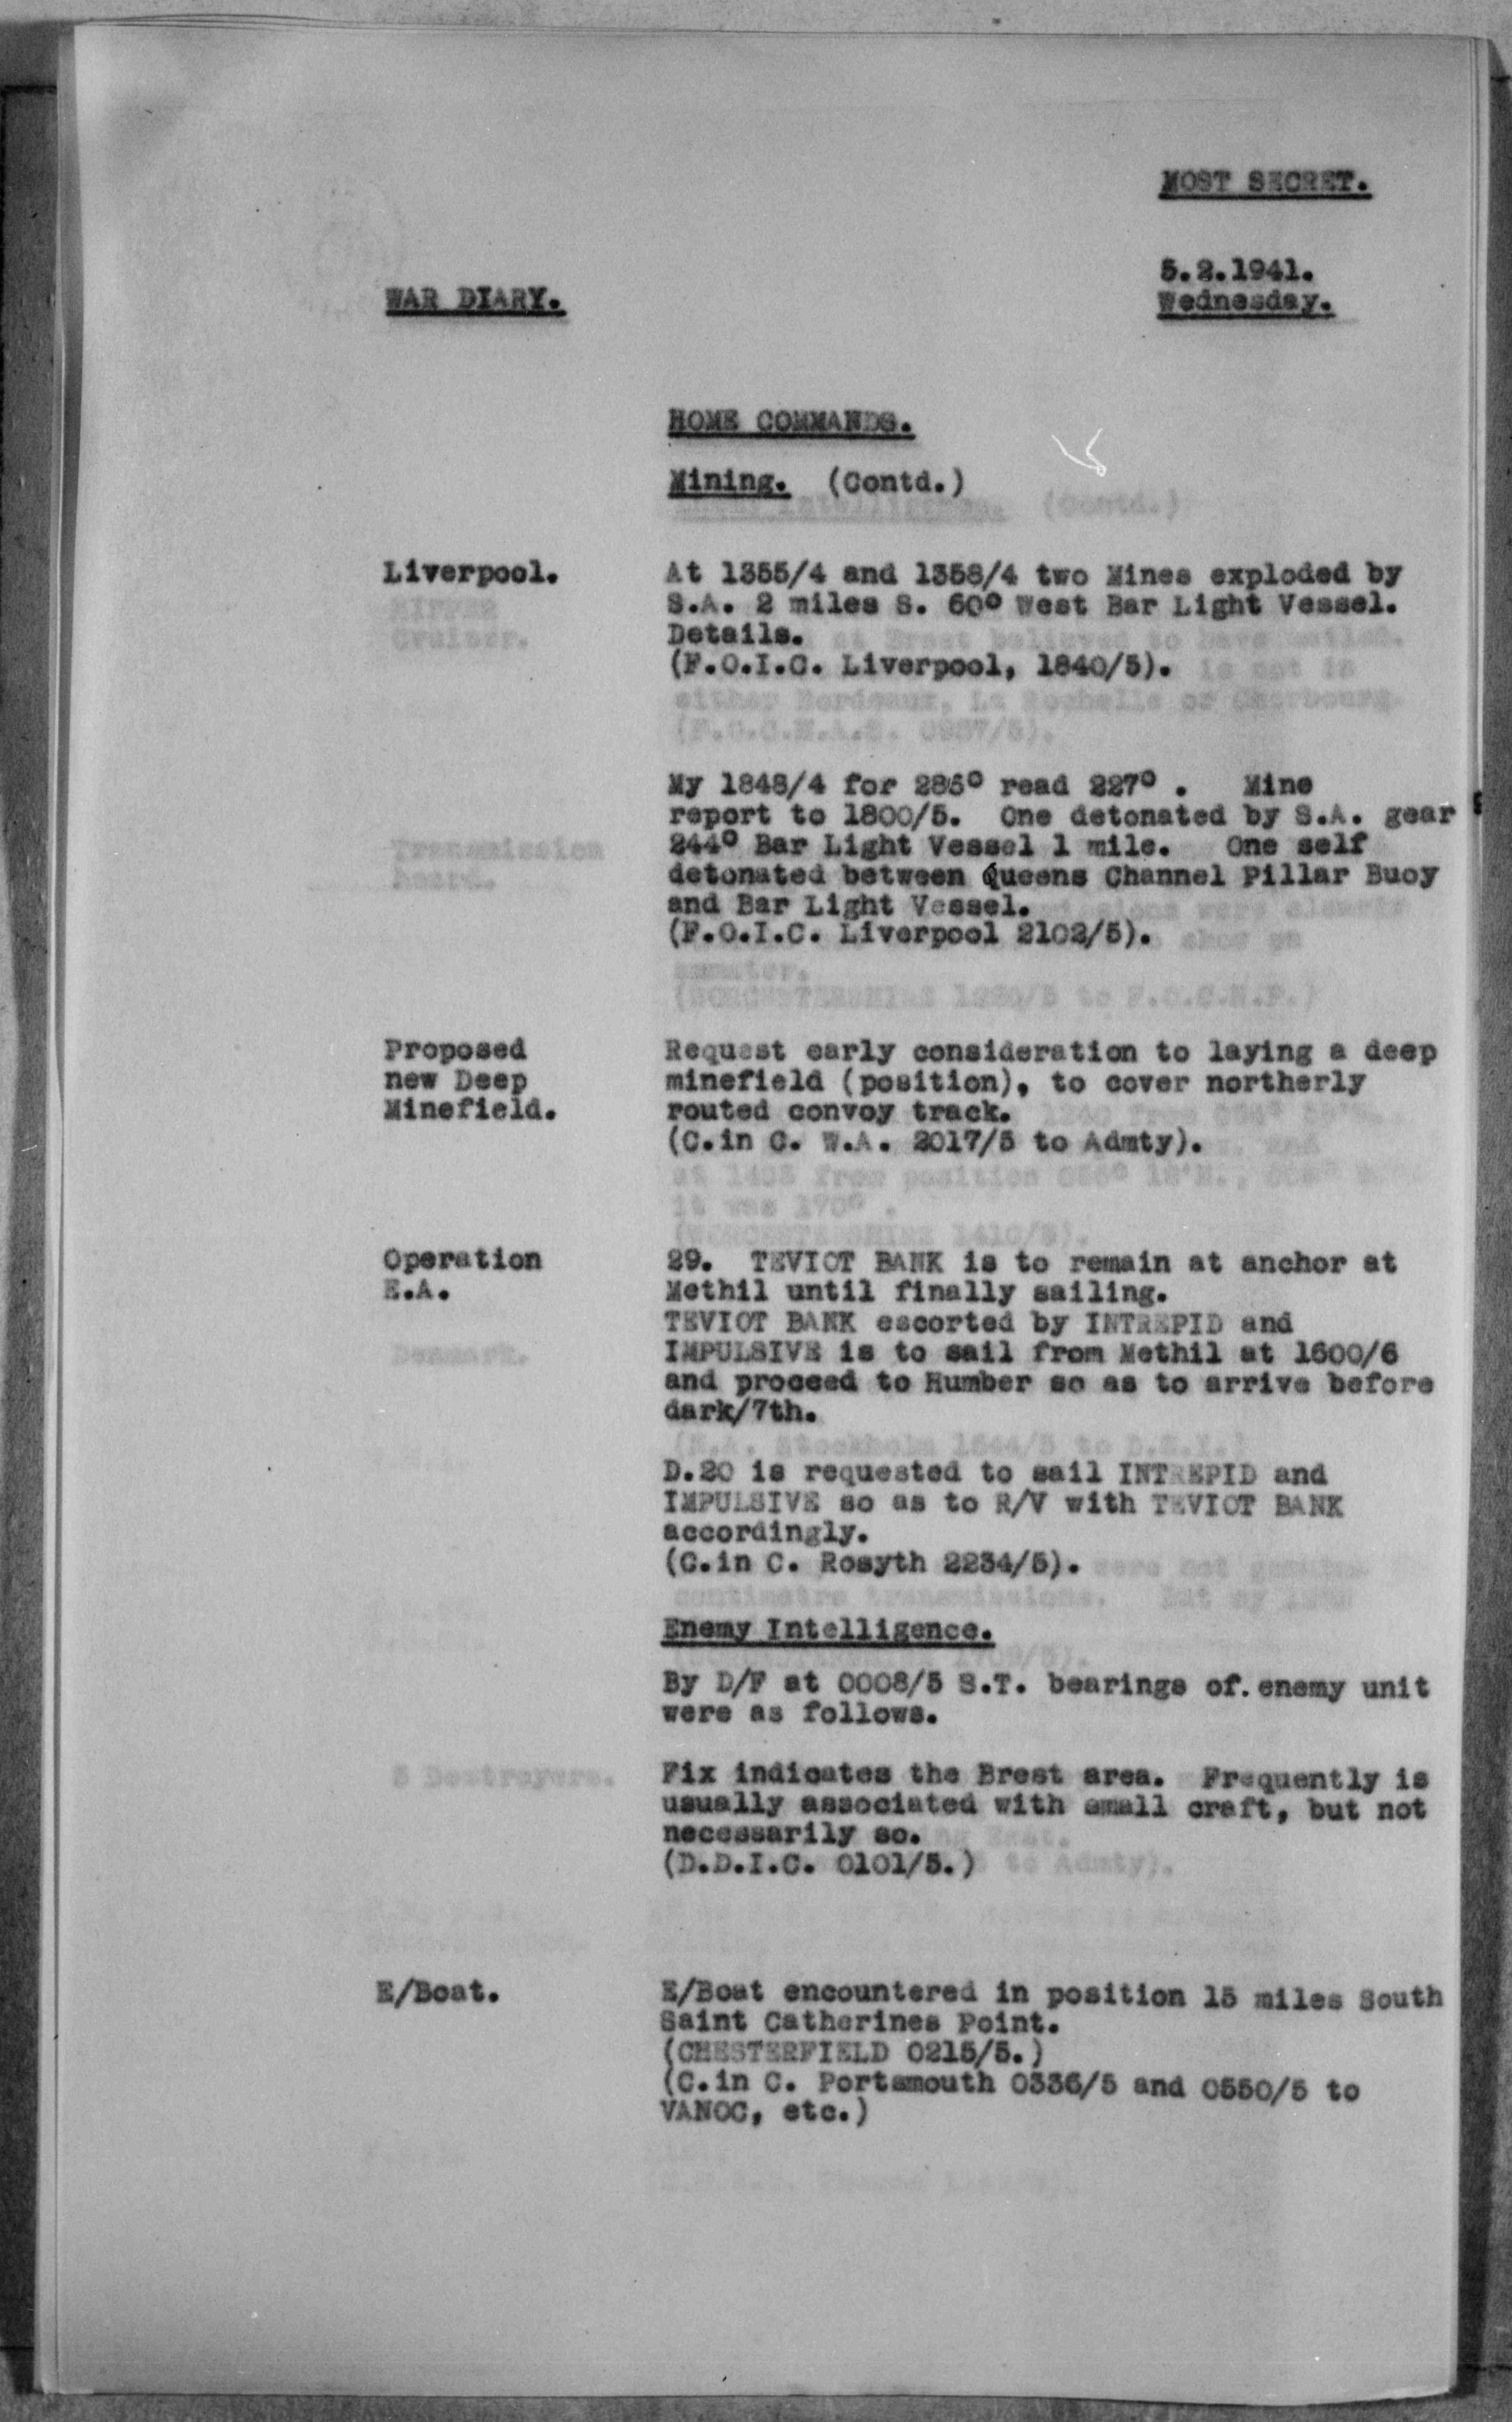 MOST SECRET.
5.2.1941.
Wednesday.
WAR DIARY.
HOME COMMANDS.
Mining. (Contd.)
Liverpool.
At 1355/4 and 1358/4 two Mines exploded by
S.A. 2 miles S. 60° West Bar Light Vessel.
Details.
(F.O.I.C. Liverpool, 1840/5).
My 1848/4 for 286° read 227° . Mine
report to 1800/5. One detonated by S.A. gear
244° Bar Light Vessel 1 mile. One self
detonated between Queens Channel Pillar Buoy
and Bar Light Vessel.
(F.O.I.C. Liverpool 2102/5).
Proposed
new Deep
Minefield.
Request early consideration to laying a deep
minefield (position), to cover northerly
routed convoy track.
(C.in C. W.A. 2017/5 to Admty).
Operation
E.A.
29. TEVIOT BANK is to remain at anchor at
Methil until finally sailing.
TEVIOT BANK escorted by INTREPID and
IMPULSIVE is to sail from Methil at 1600/6
and proceed to Humber so as to arrive before
dark/7th.
D.20 is requested to sail INTREPID and
IMPULSIVE so as to R/V with TEVIOT BANK
accordingly.
(C.in C. Rosyth 2234/5).
Enemy Intelligence.
By D/F at 0008/5 S.T. bearings of.enemy unit
were as follows.
Fix indicates the Brest area. Frequently is
usually associated with small craft, but not
necessarily so.
(D.D.I.C. 0101/5.)
E/Boat.
E/Boat encountered in position 15 miles South
Saint Catherines Point.
(CHESTERFIELD 0215/5.)
(C.in C. Portsmouth 0336/5 and 0550/5 to
VANOC, etc.)